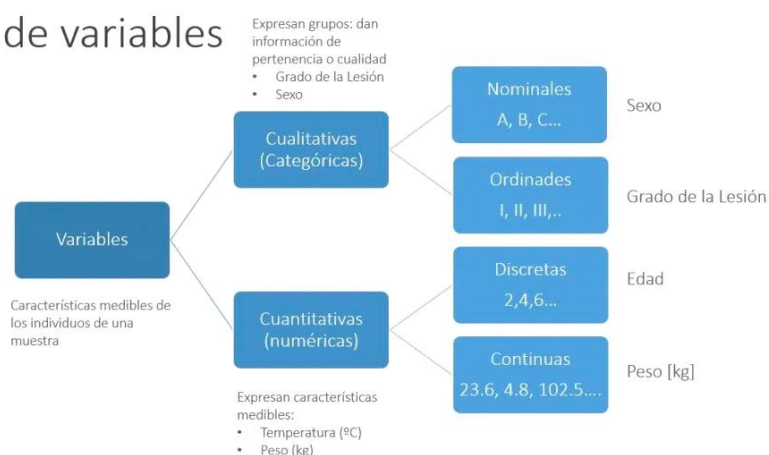 de variables
Expresan grupos: dan
información de
pertenencia o cualidad
• Grado de la Lesión
• Sexo
Cualitativas
(Categóricas)
Nominales
A, B, C...
Sexo
Ordinades
I, II, III,..
Grado de la Lesión
Variables
Características medibles de
los individuos de una
muestra
Cuantitativas
(numéricas)
Discretas
2,4,6...
Edad
Continuas
23.6, 4.8, 102.5....
Peso [kg]
Expresan características
medibles:
• Temperatura (ºC)
• Peso (kg)